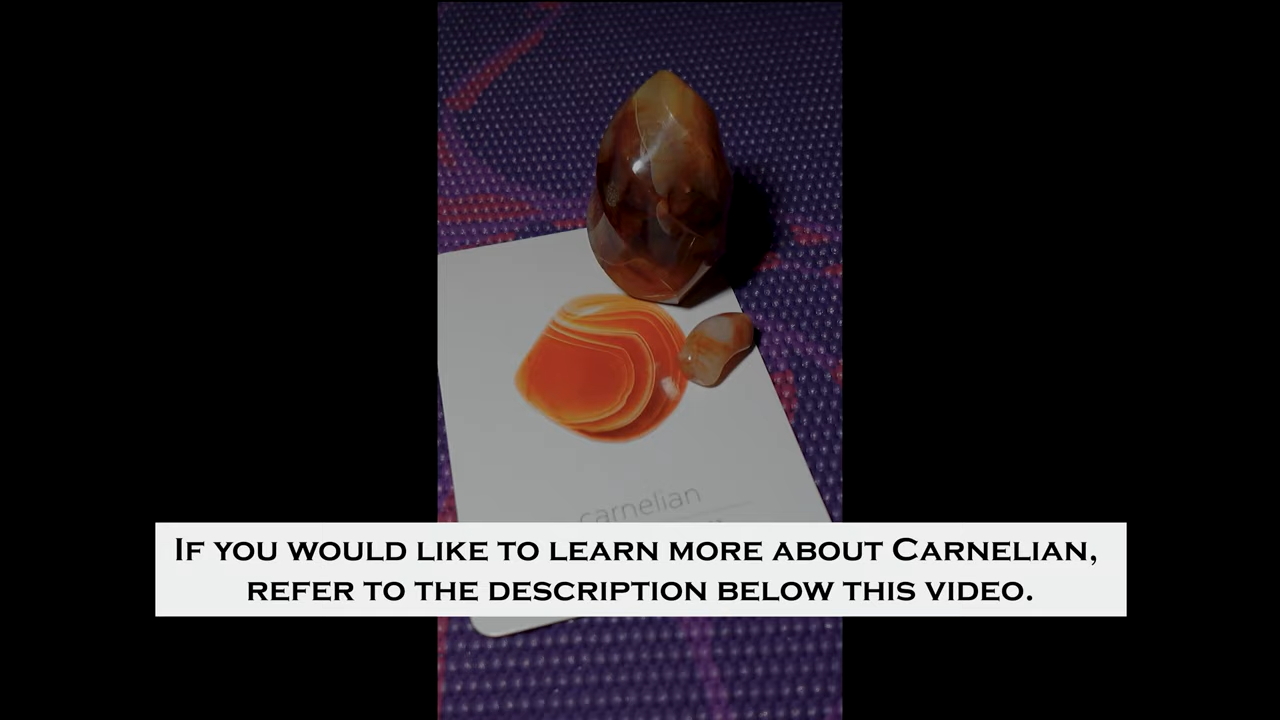 carnelian
If you would like to learn more about Carnelian,
refer to the description below this video.